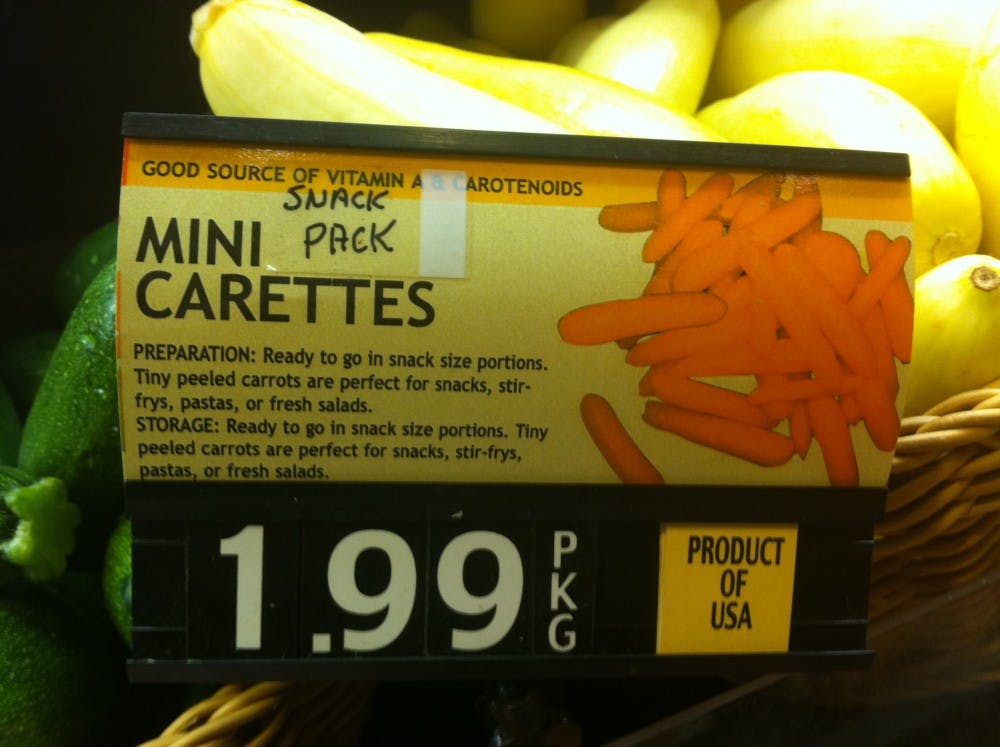 GOOD SOURCE OF VITAMIN A & CAROTENOIDS
SNACK
PACK
MINI
CARETTES
PREPARATION: Ready to go in snack size portions.
Tiny peeled carrots are perfect for snacks, stir-
frys, pastas, or fresh salads.
STORAGE: Ready to go in snack size portions. Tiny
peeled carrots are perfect for snacks, stir-frys,
pastas, or fresh salads.
1.99 PKG
PRODUCT
OF
USA